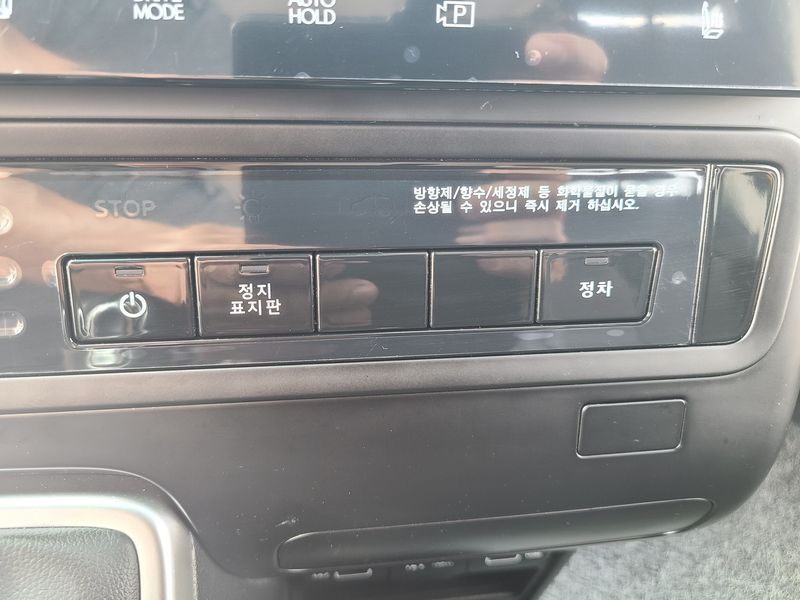 DRIVE
MODE
AUTO
HOLD
P
STOP
방향제/향수/세정제 등 화학물질이 묻을 경우
손상될 수 있으니 즉시 제거 하십시오.
정지
표지판
정차